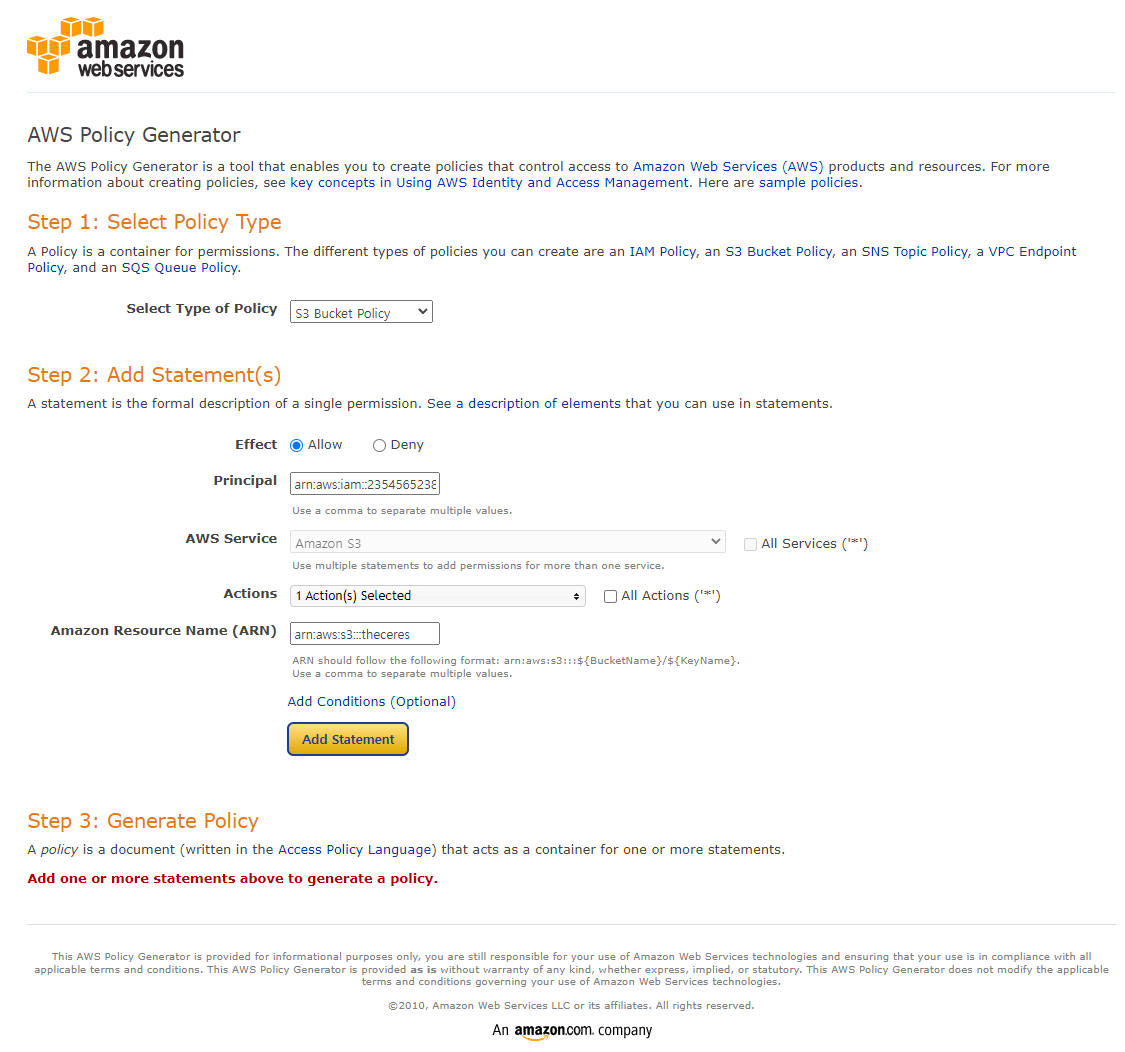 amazon
web services
AWS Policy Generator
The AWS Policy Generator is a tool that enables you to create policies that control access to Amazon Web Services (AWS) products and resources. For more
information about creating policies, see key concepts in Using AWS Identity and Access Management. Here are sample policies.
Step 1: Select Policy Type
A Policy is a container for permissions. The different types of policies you can create are an IAM Policy, an S3 Bucket Policy, an SNS Topic Policy, a VPC Endpoint
Policy, and an SQS Queue Policy.
Select Type of Policy S3 Bucket Policy
Step 2: Add Statement(s)
A statement is the formal description of a single permission. See a description of elements that you can use in statements.
Effect Allow Deny
Principal arn:aws:iam::2354565238
Use a comma to separate multiple values.
AWS Service Amazon S3 All Services ('*')
Use multiple statements to add permissions for more than one service.
Actions 1 Action(s) Selected All Actions ('*')
Amazon Resource Name (ARN) arn:aws:s3:::theceres
ARN should follow the following format: arn:aws:s3:::${BucketName}/${KeyName}.
Use a comma to separate multiple values.
Add Conditions (Optional)
Add Statement
Step 3: Generate Policy
A policy is a document (written in the Access Policy Language) that acts as a container for one or more statements.
Add one or more statements above to generate a policy.
This AWS Policy Generator is provided for informational purposes only, you are still responsible for your use of Amazon Web Services technologies and ensuring that your use is in compliance with all
applicable terms and conditions. This AWS Policy Generator is provided as is without warranty of any kind, whether express, implied, or statutory. This AWS Policy Generator does not modify the applicable
terms and conditions governing your use of Amazon Web Services technologies.
©2010, Amazon Web Services LLC or its affiliates. All rights reserved.
An amazon.com. company